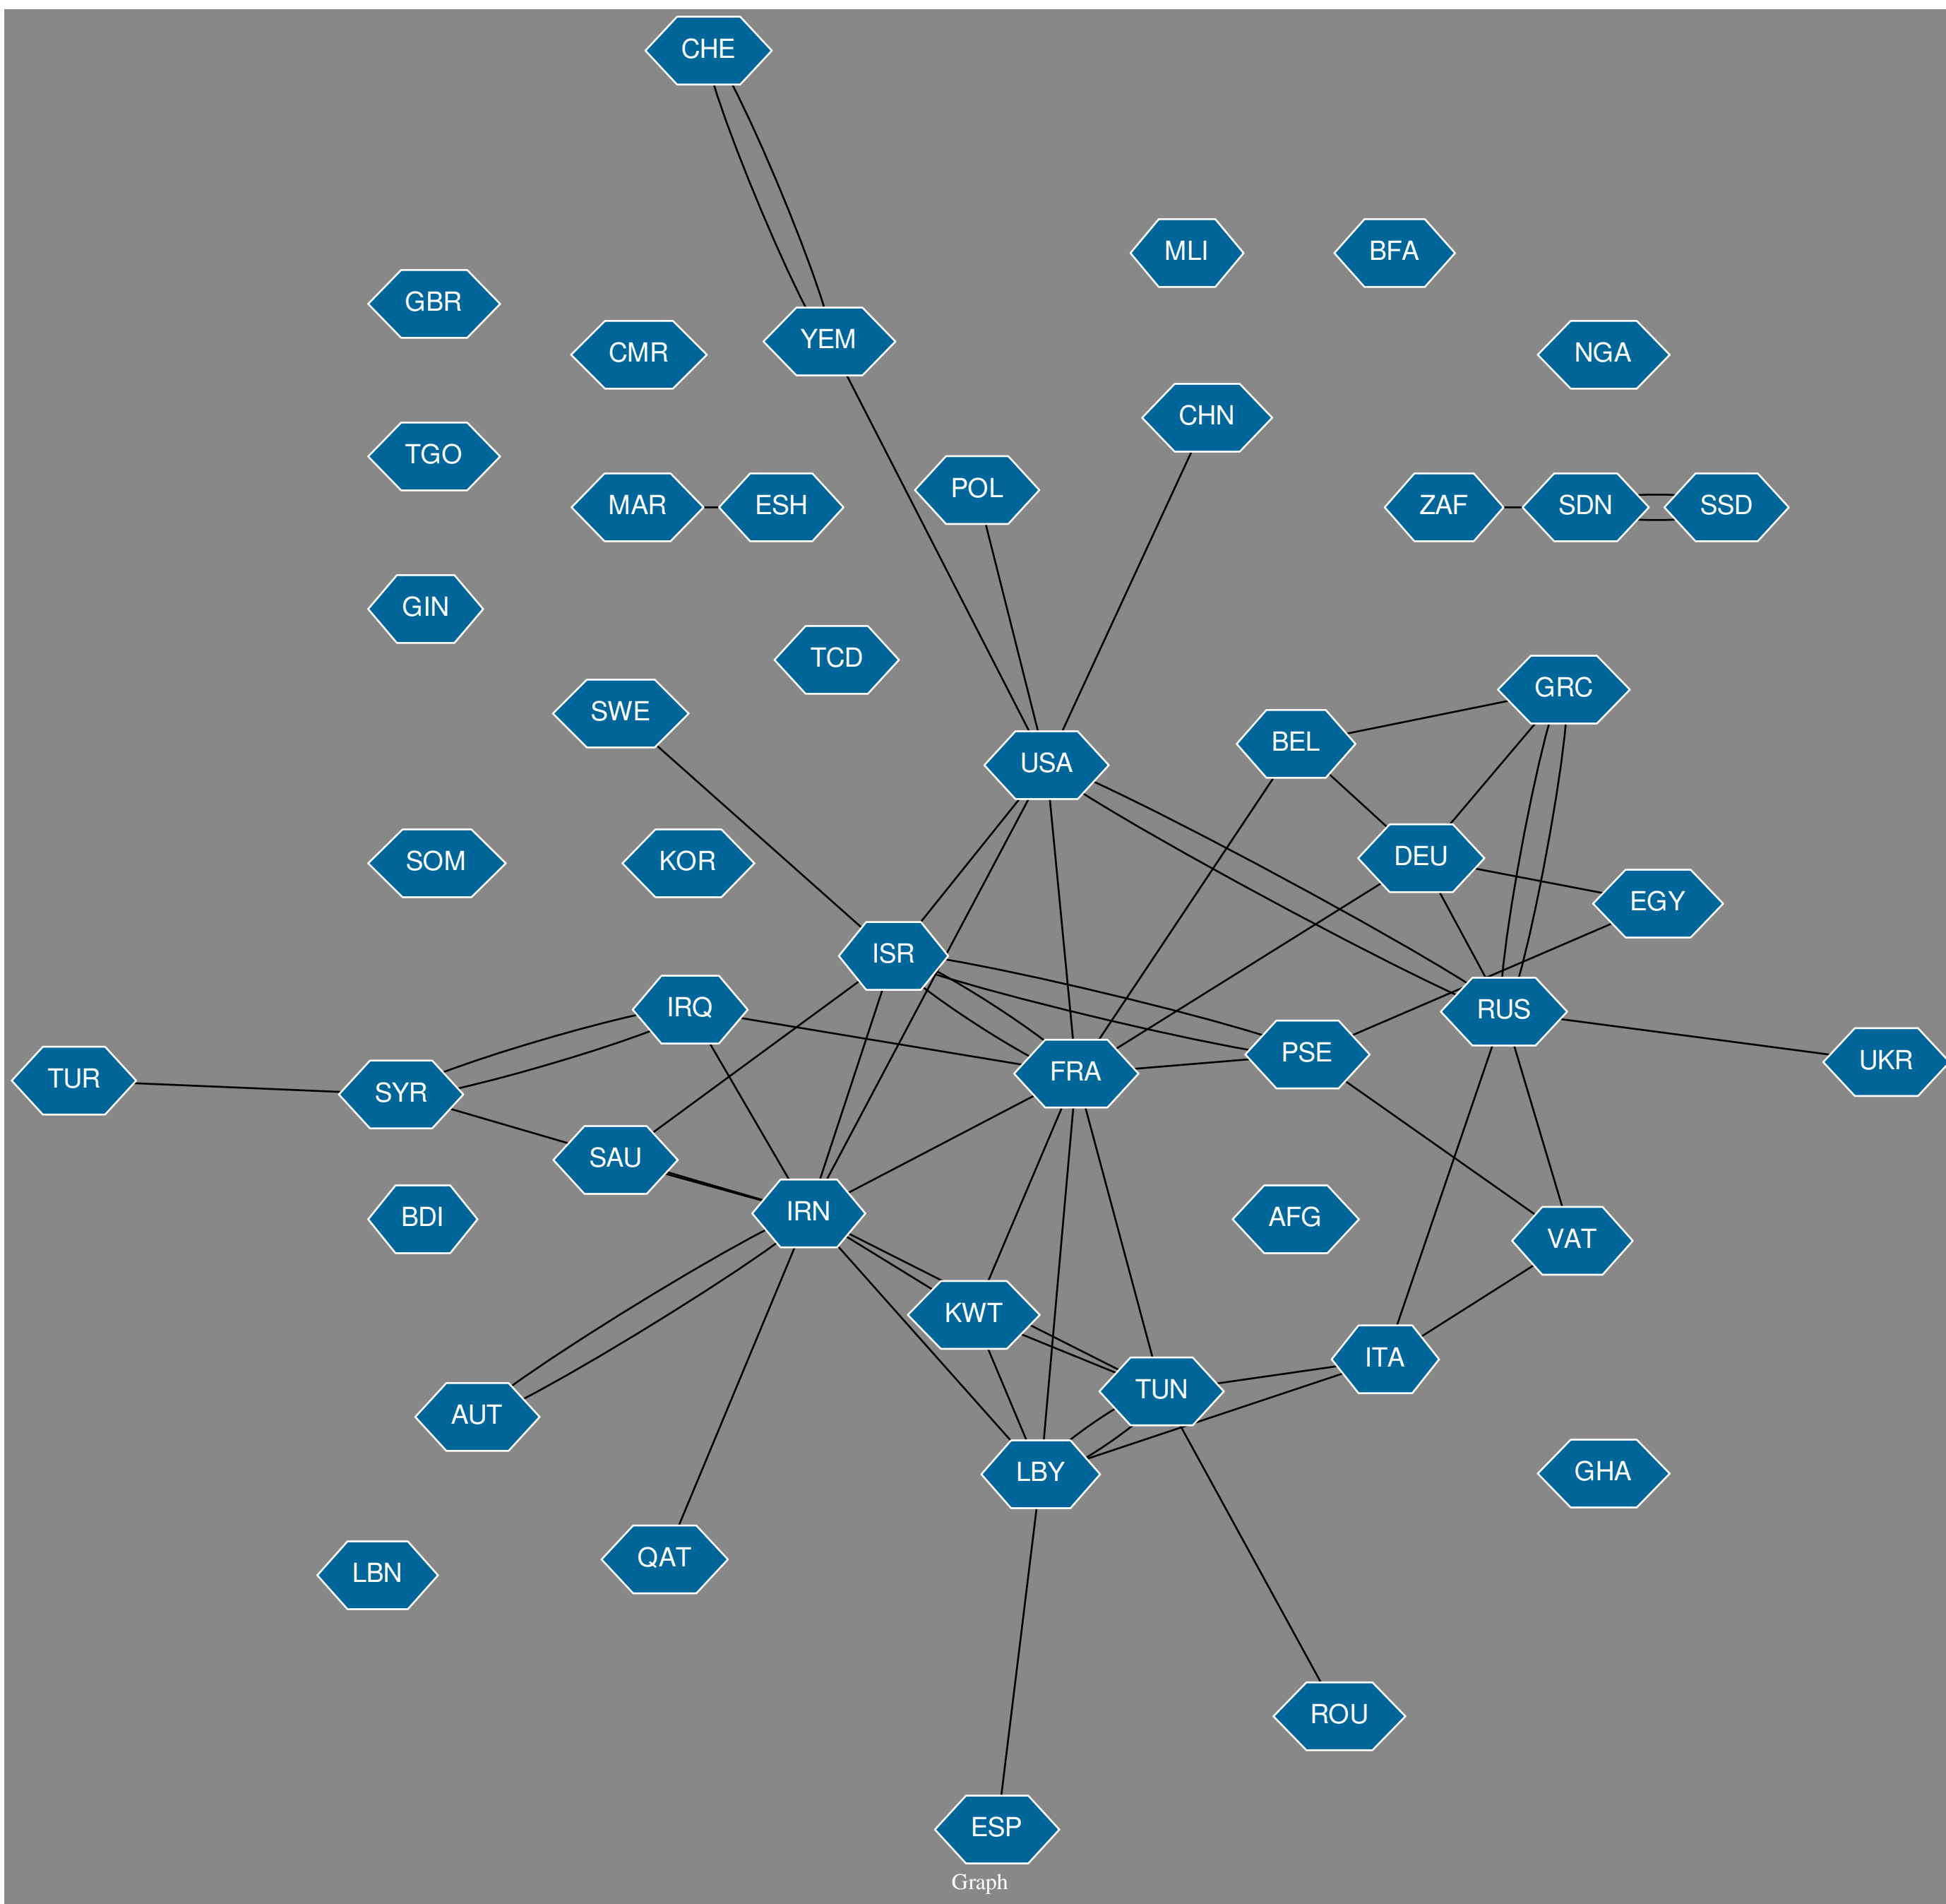 CHE
MLI
BFA
GBR
CMR
YEM
NGA
CHN
TGO
POL
MAR
ESH
ZAF
SDN
SSD
GIN
TCD
GRC
SWE
BEL
USA
DEU
SOM
KOR
EGY
ISR
IRQ
RUS
PSE
UKR
FRA
TUR
SYR
SAU
IRN
BDI
AFG
VAT
KWT
ITA
TUN
AUT
LBY
GHA
QAT
LBN
ROU
ESP
Graph